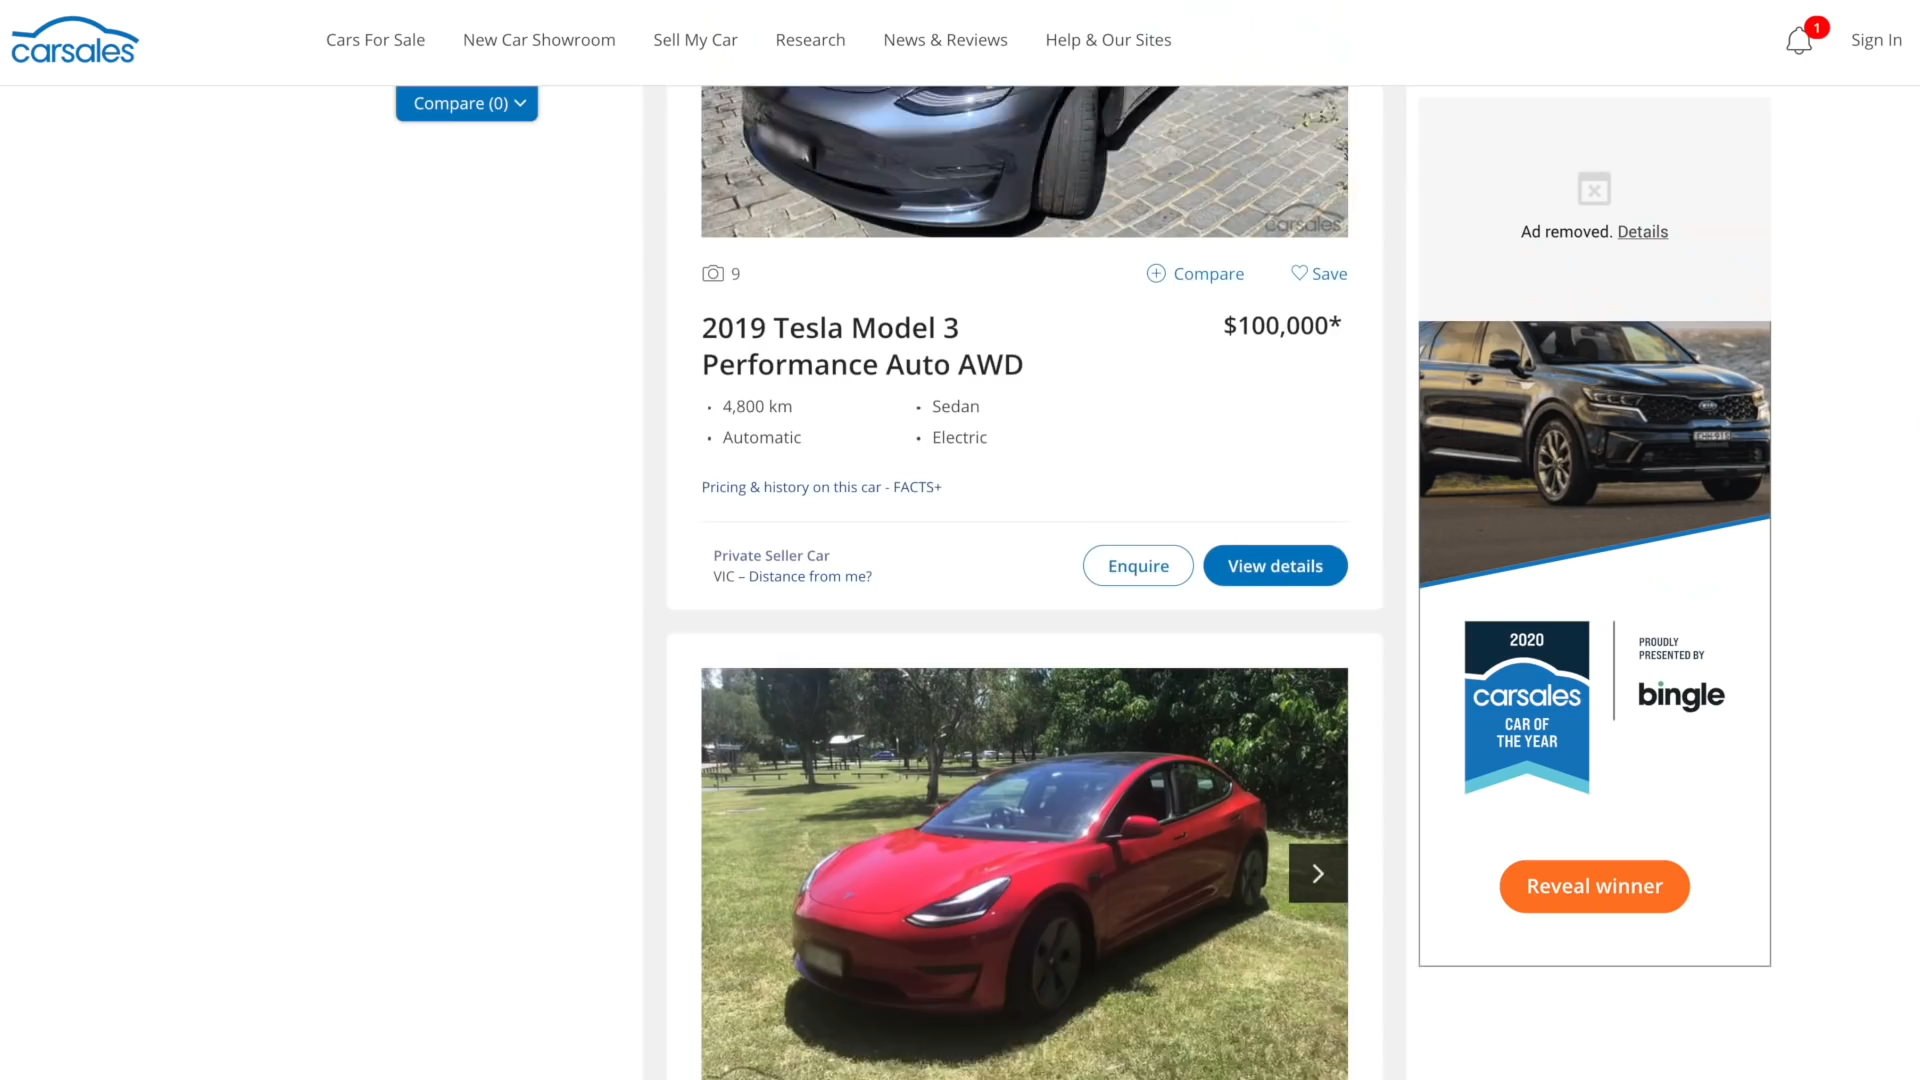 carsales
Cars For Sale
New Car Showroom
Sell My Car
Research
News & Reviews
Help & Our Sites
1
Sign In
Compare (0)
carsales
9
Compare
Save
2019 Tesla Model 3
Performance Auto AWD
$100,000*
4,800 km
Sedan
Automatic
Electric
Pricing & history on this car - FACTS+
Private Seller Car
VIC – Distance from me?
Enquire
View details
Ad removed. Details
2020
carsales
CAR OF
THE YEAR
PROUDLY
PRESENTED BY
bingle
Reveal winner